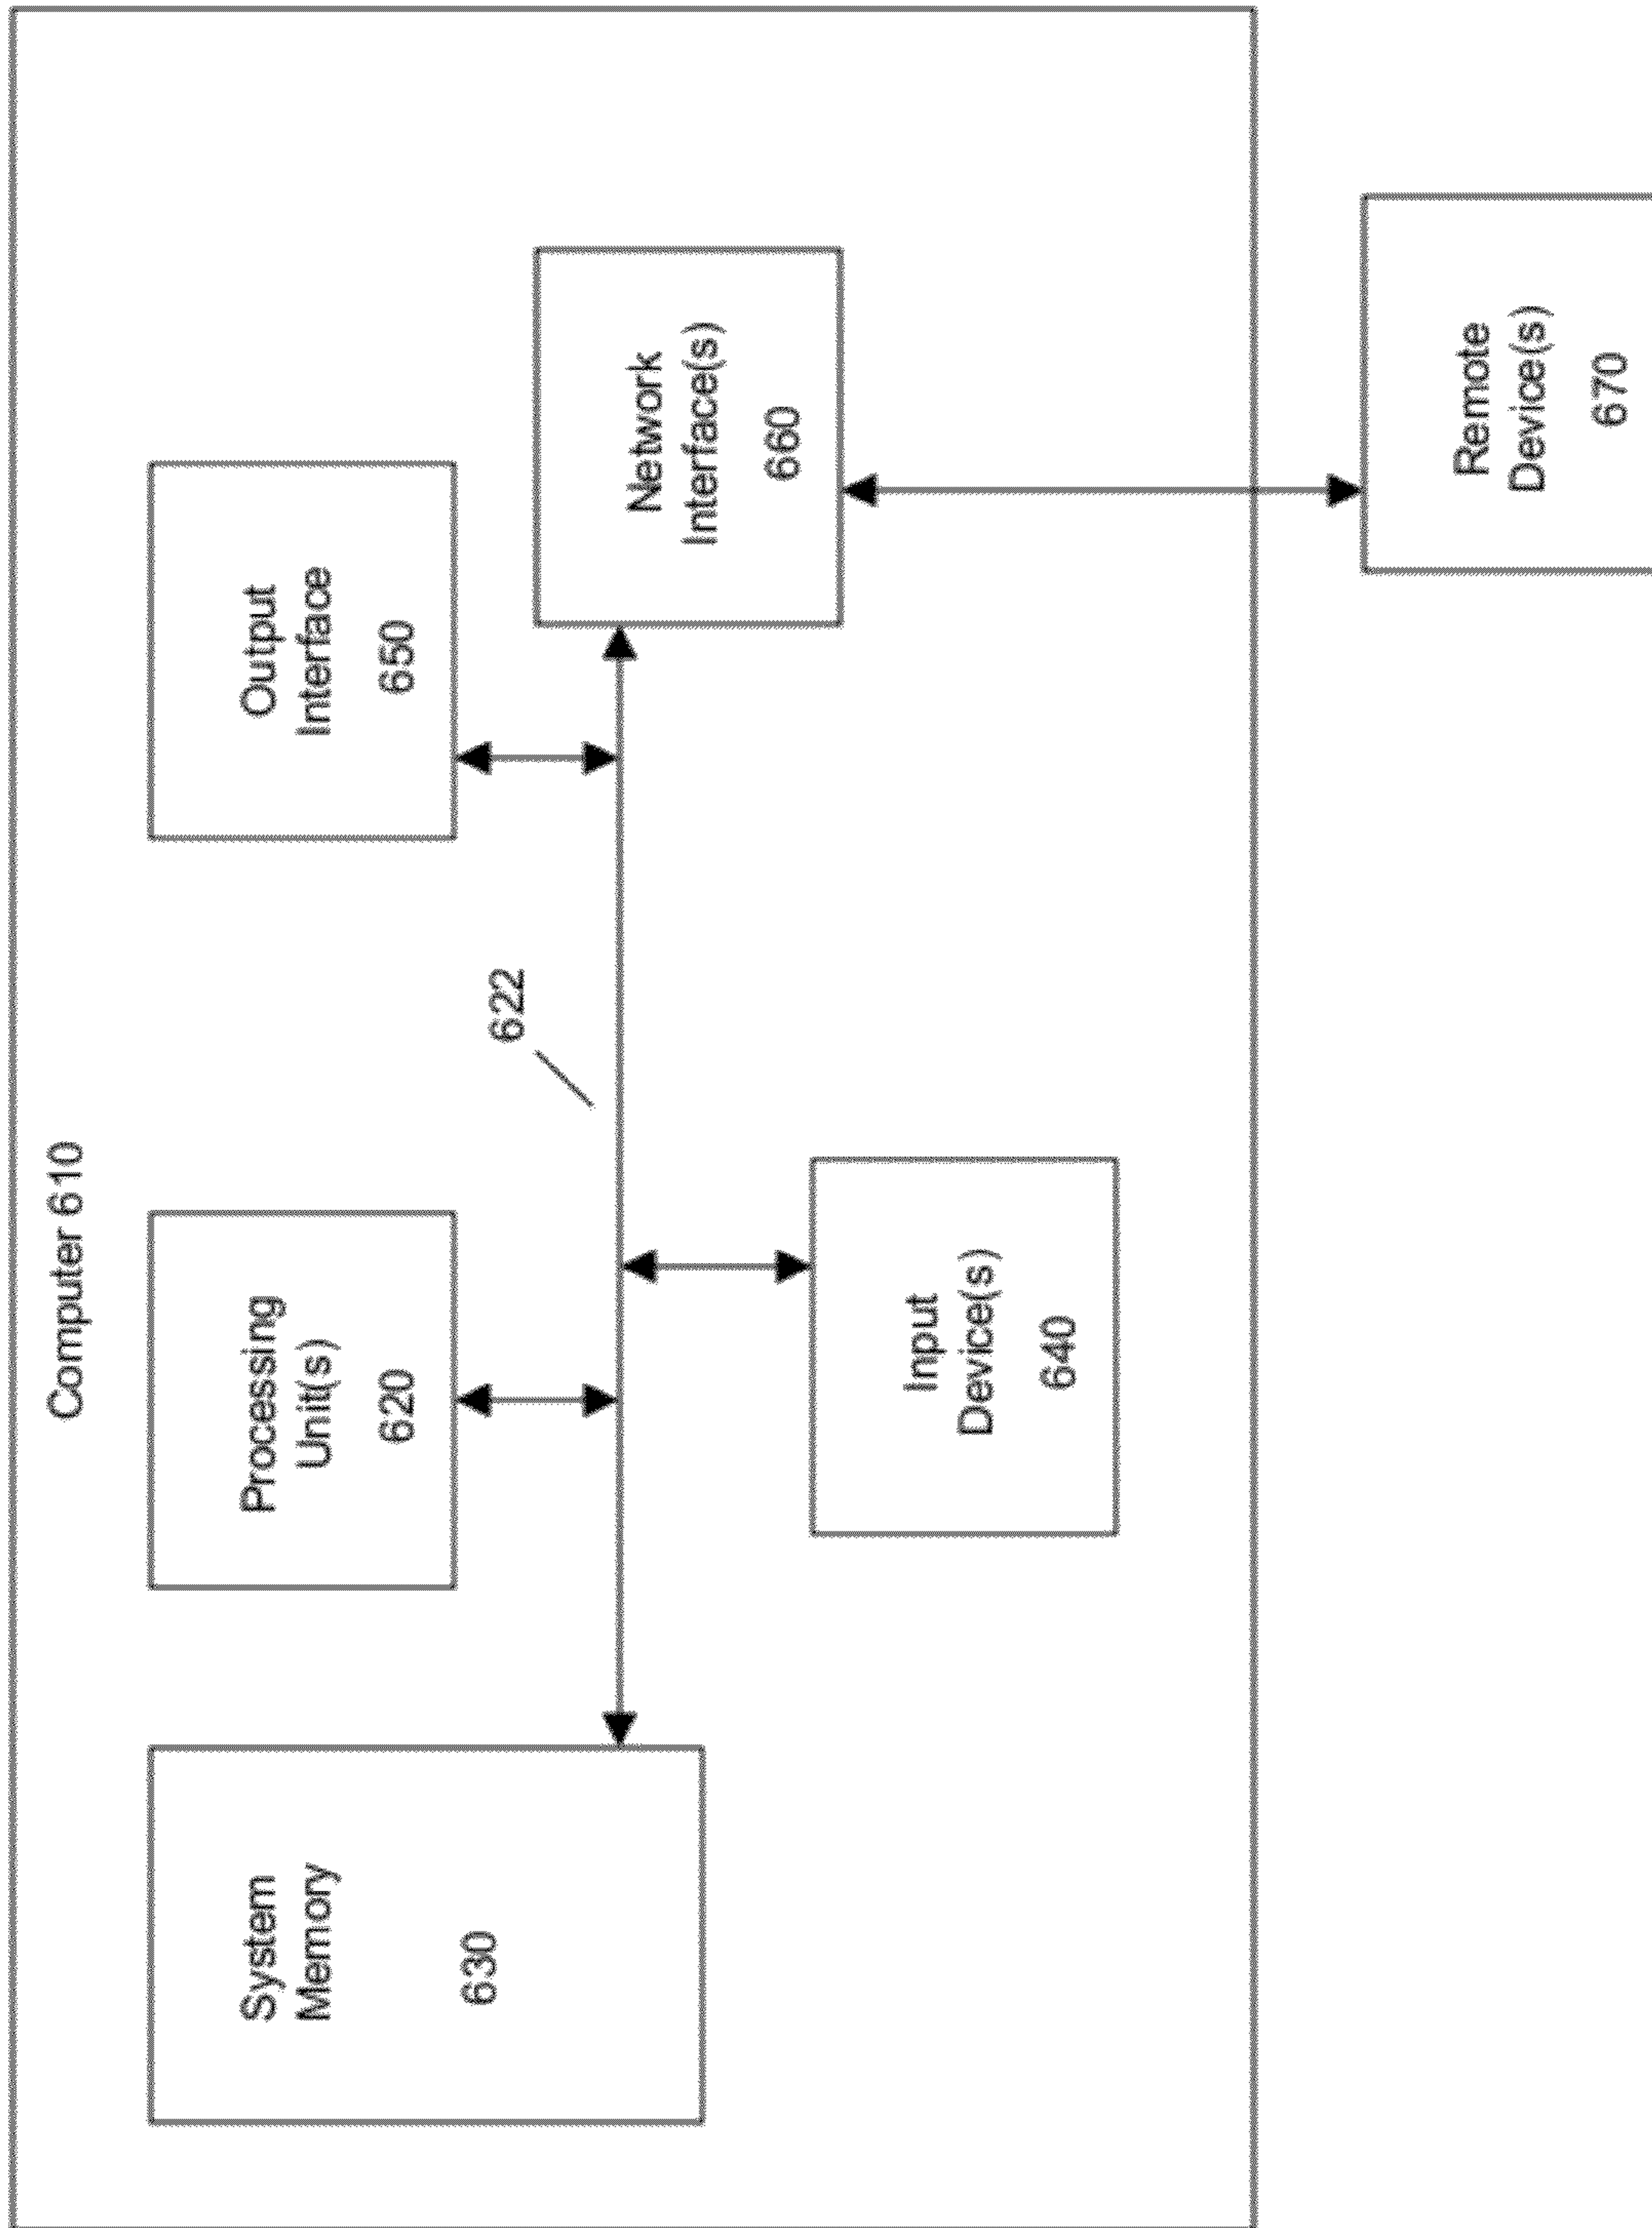 Computer 610
System
Memory
630
Processing
Unit(s)
620
Output
Interface
650
622
Network
Interface(s)
660
Input
Device(s)
640
Remote
Device(s)
670